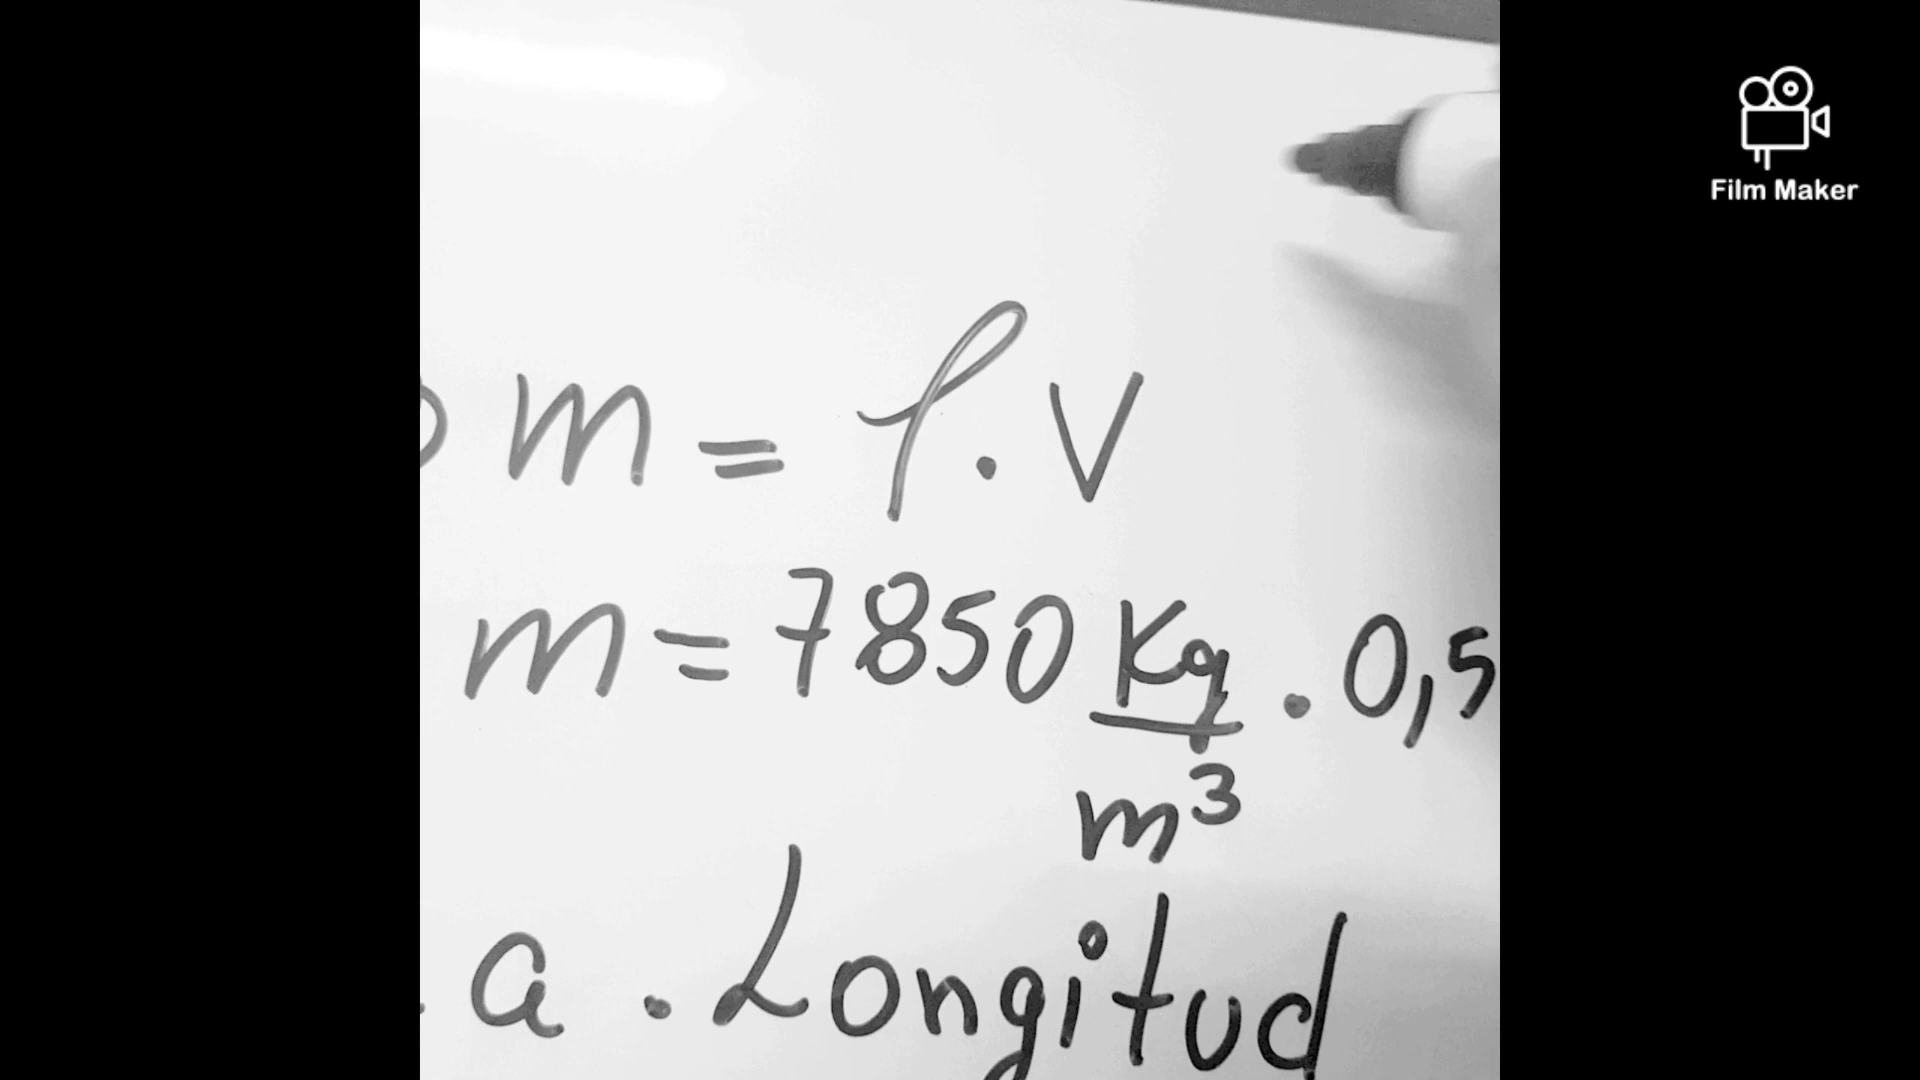 m = ρ . V
m = 7850 Kg . 0,5
m³
. a . Longitud
Film Maker